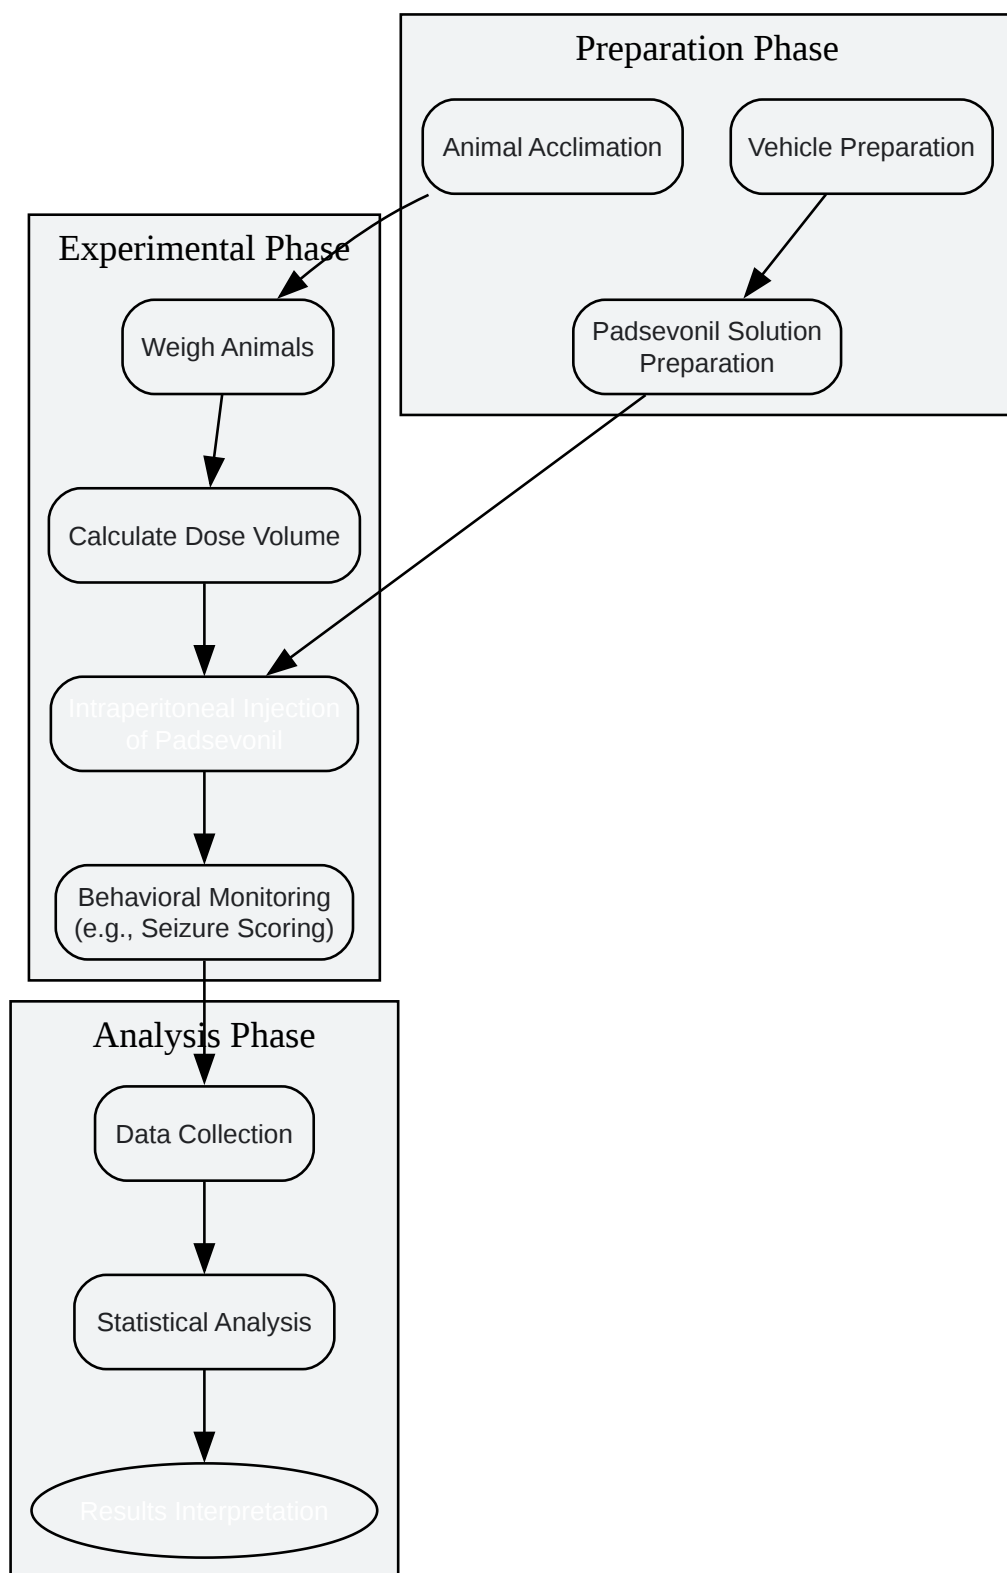 Preparation Phase
Animal Acclimation
Vehicle Preparation
Padsevonil Solution
Preparation
Experimental Phase
Weigh Animals
Calculate Dose Volume
Intraperitoneal Injection
of Padsevonil
Behavioral Monitoring
(e.g., Seizure Scoring)
Analysis Phase
Data Collection
Statistical Analysis
Results Interpretation